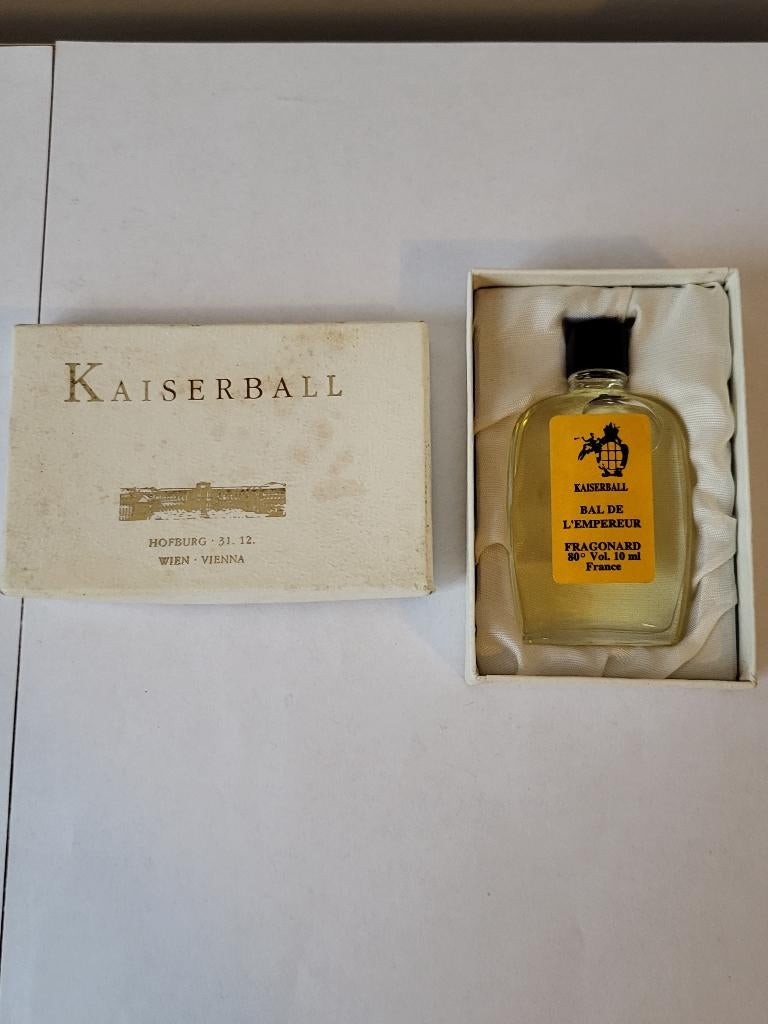 KAISERBALL
HOFBURG · 31. 12.
WIEN · VIENNA
KAISERBALL
BAL DE
L'EMPEREUR
FRAGONARD
80° Vol. 10 ml
France